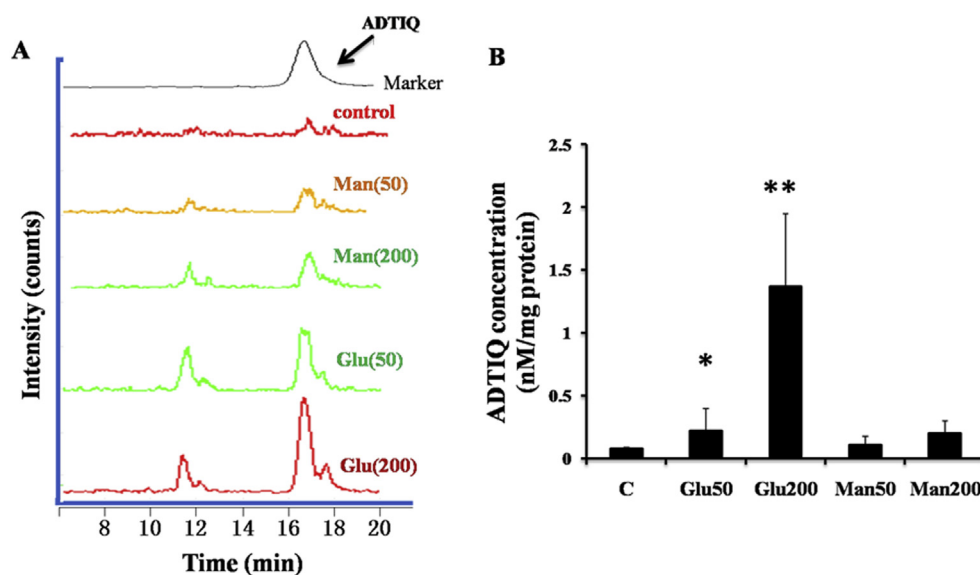 A
ADTIQ
Marker
control
Man(50)
Man(200)
Glu(50)
Glu(200)
Intensity (counts)
8 10 12 14 16 18 20
Time (min)
B
ADTIQ concentration
(nM/mg protein)
2.5
2
1.5
1
0.5
0
*
**
C Glu50 Glu200 Man50 Man200